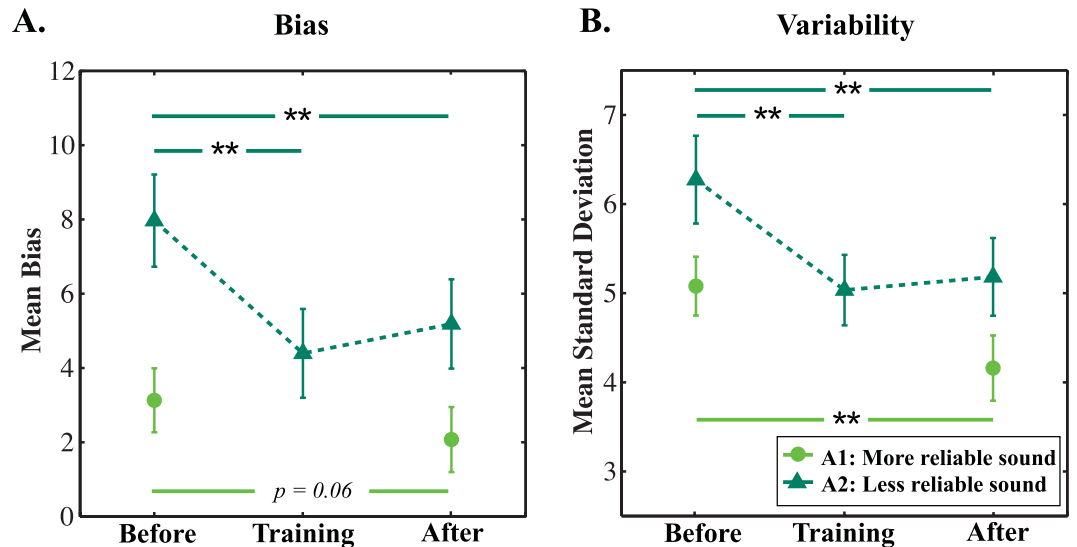 A.
Bias
Mean Bias
12
10
8
6
4
2
0
**
**
p = 0.06
Before
Training
After
B.
Variability
Mean Standard Deviation
7
6
5
4
3
**
**
**
A1: More reliable sound
A2: Less reliable sound
Before
Training
After